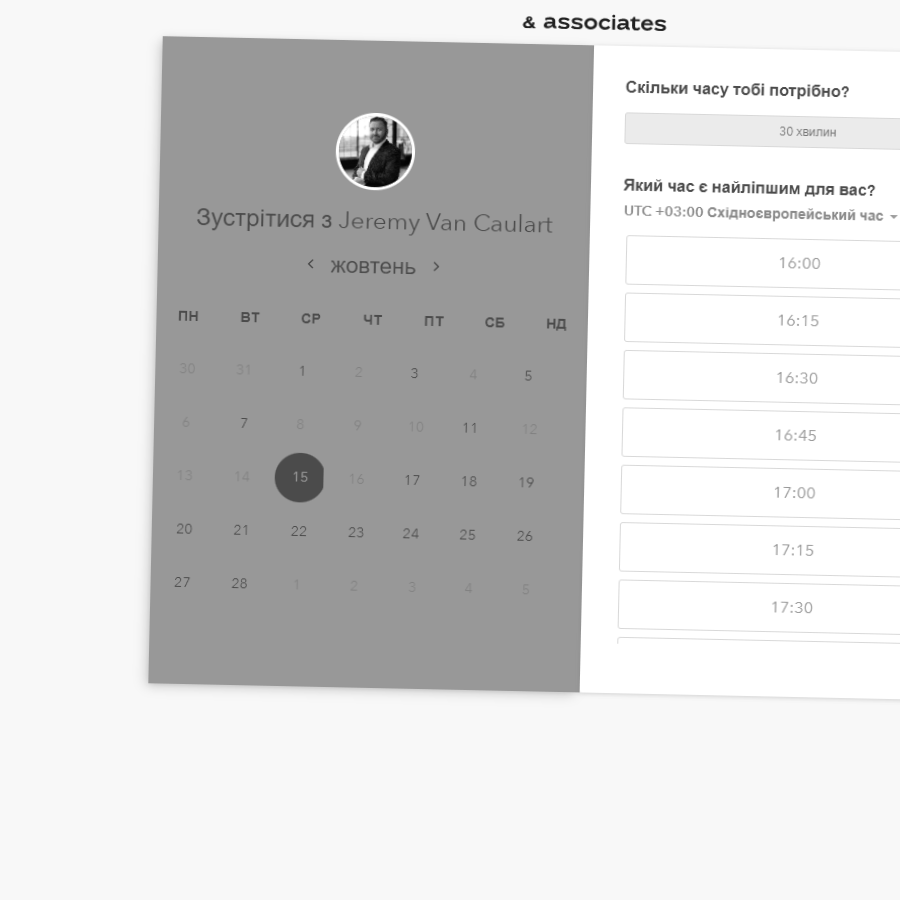 & associates
Зустрітися з Jeremy Van Caulart
жовтень
ПН ВТ СР ЧТ ПТ СБ НД
30 31 1 2 3 4 5
6 7 8 9 10 11 12
13 14 15 16 17 18 19
20 21 22 23 24 25 26
27 28 1 2 3 4 5
Скільки часу тобі потрібно?
30 хвилин
Який час є найліпшим для вас?
UTC +03:00 Східноєвропейський час
16:00
16:15
16:30
16:45
17:00
17:15
17:30